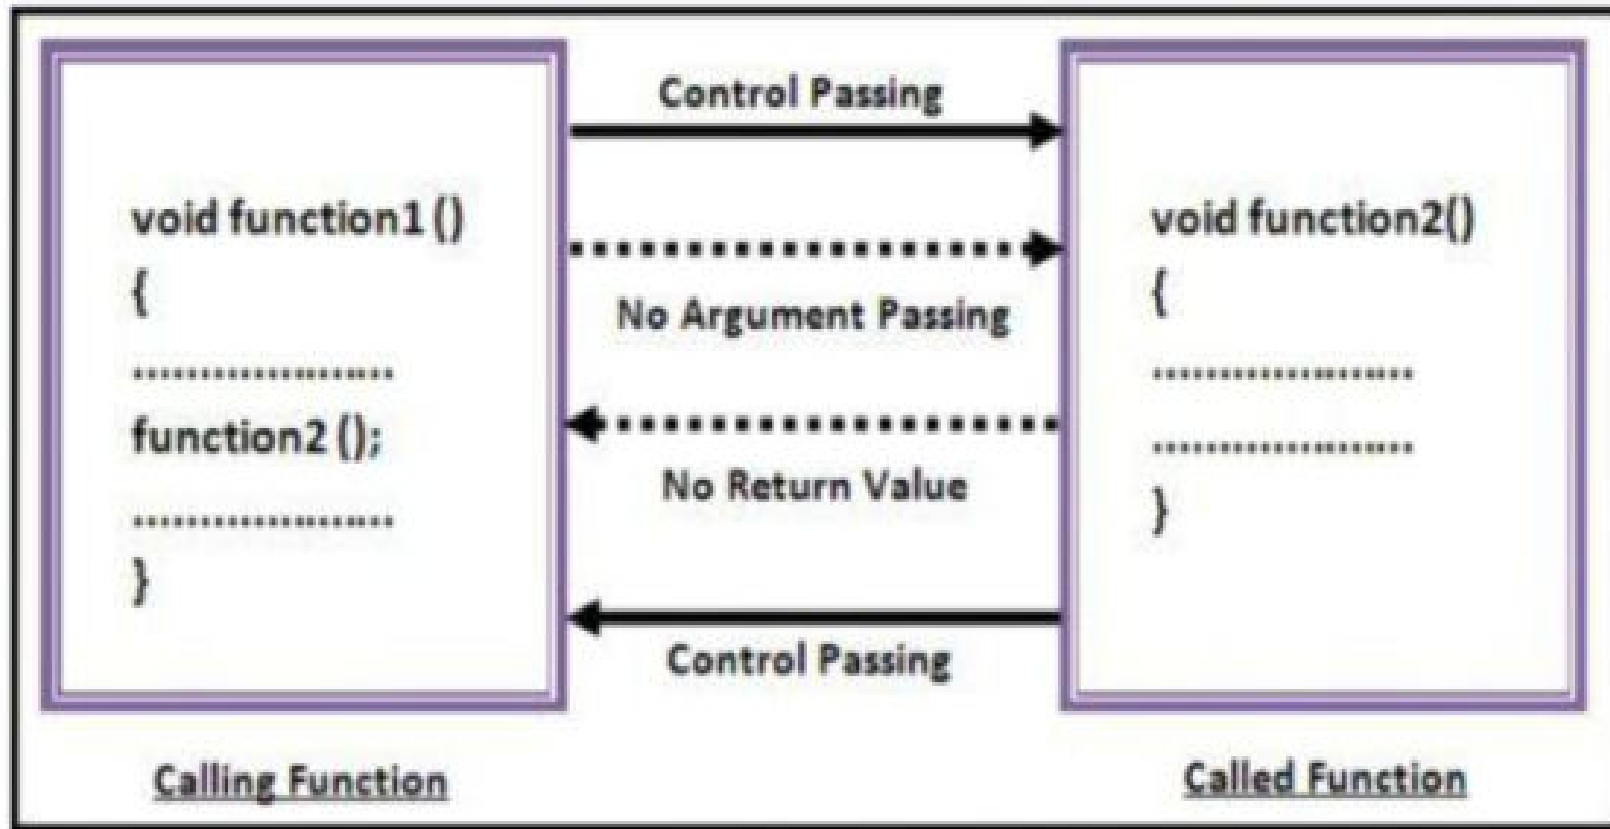 Control Passing
void function1 ()
{
....................
function2 ();
....................
}
No Argument Passing
No Return Value
Control Passing
void function2()
{
....................
....................
}
Calling Function
Called Function